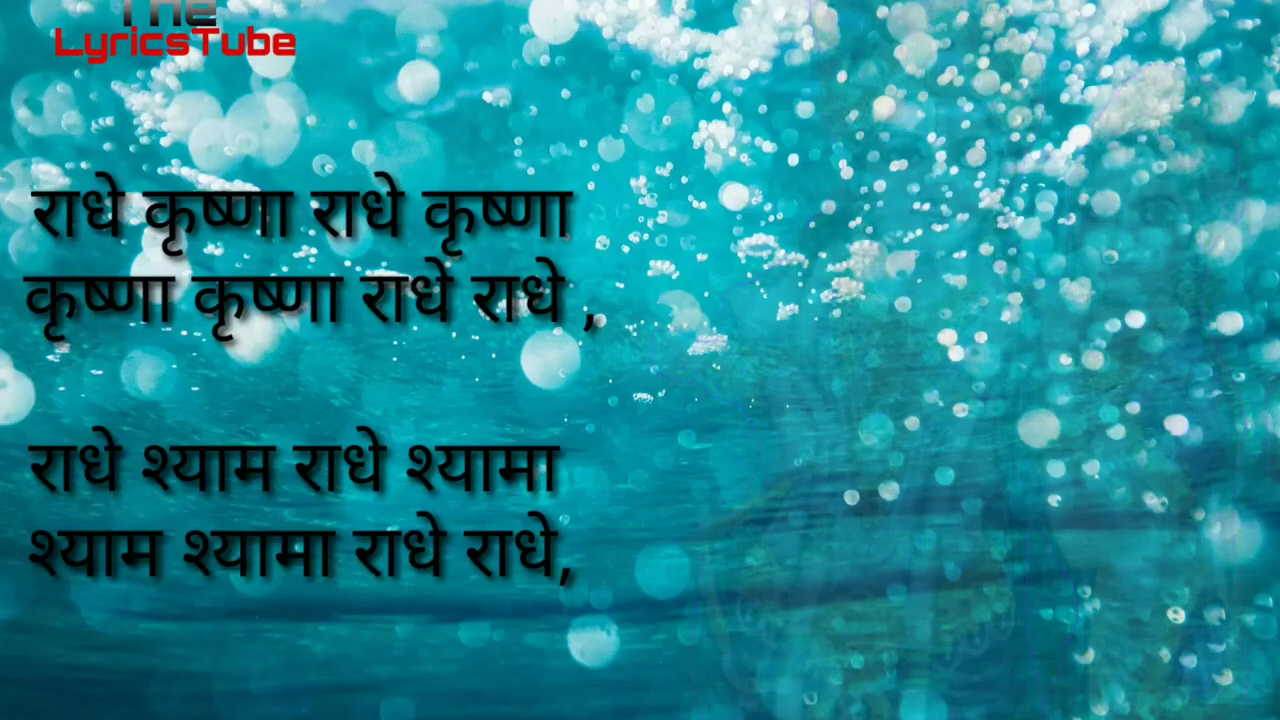 The
LyricsTube
राधे कृष्णा राधे कृष्णा
कृष्णा कृष्णा राधे राधे ,
राधे श्याम राधे श्यामा
श्याम श्यामा राधे राधे,